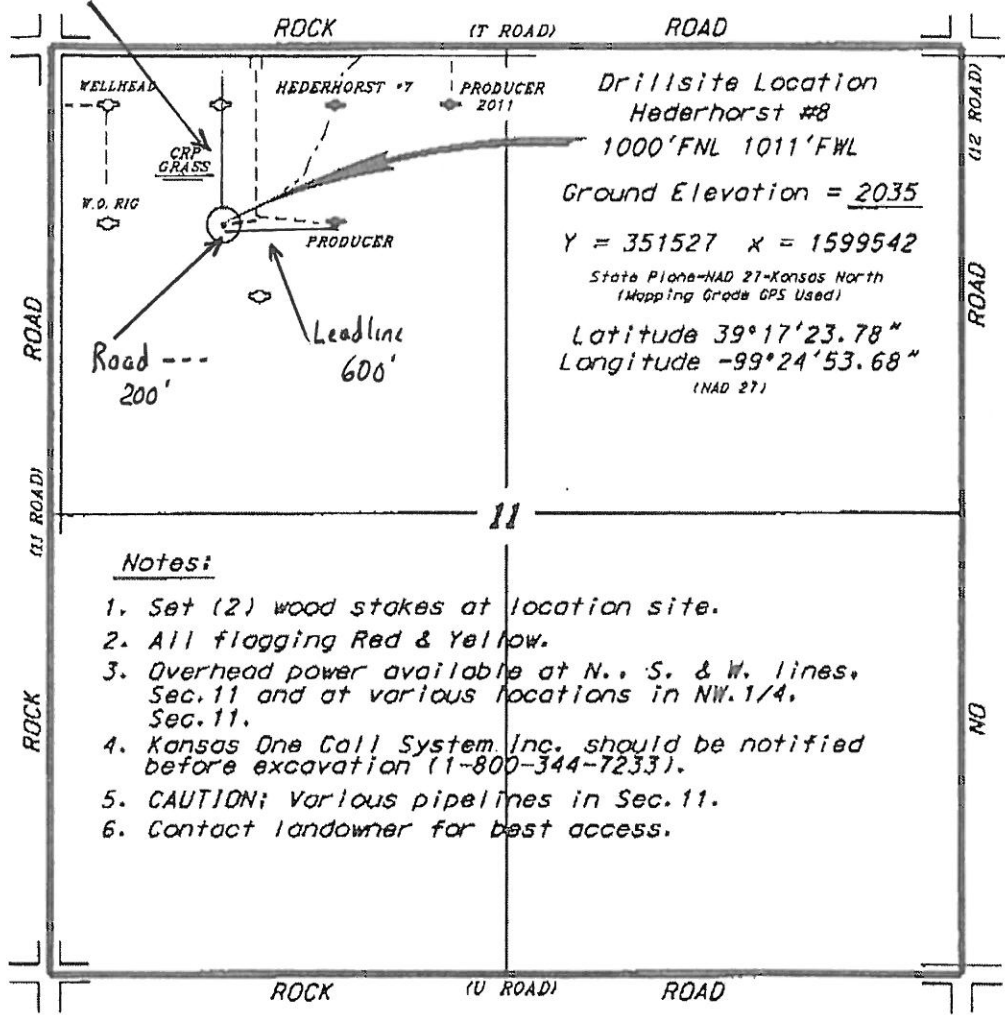 ROCK (T ROAD) ROAD
WELLHEAD
HEDERHORST #7
PRODUCER
2011
CRP
GRASS
W.O. RIG
PRODUCER
Drillsite Location
Hederhorst #8
1000'FNL 1011'FWL
Ground Elevation = 2035
Y = 351527 x = 1599542
State Plane-NAD 27-Kansas North
(Mapping Grade GPS Used)
Latitude 39°17'23.78"
Longitude -99°24'53.68"
(NAD 27)
Road ---
200'
Leadline
600'
(12 ROAD)
ROAD
ROAD
(11 ROAD)
11
Notes:
1. Set (2) wood stakes at location site.
2. All flagging Red & Yellow.
3. Overhead power available at N., S. & W. lines,
Sec.11 and at various locations in NW.1/4.
Sec.11.
4. Kansas One Call System Inc. should be notified
before excavation (1-800-344-7233).
5. CAUTION: Various pipelines in Sec.11.
6. Contact landowner for best access.
ROCK
NO
ROCK (U ROAD) ROAD